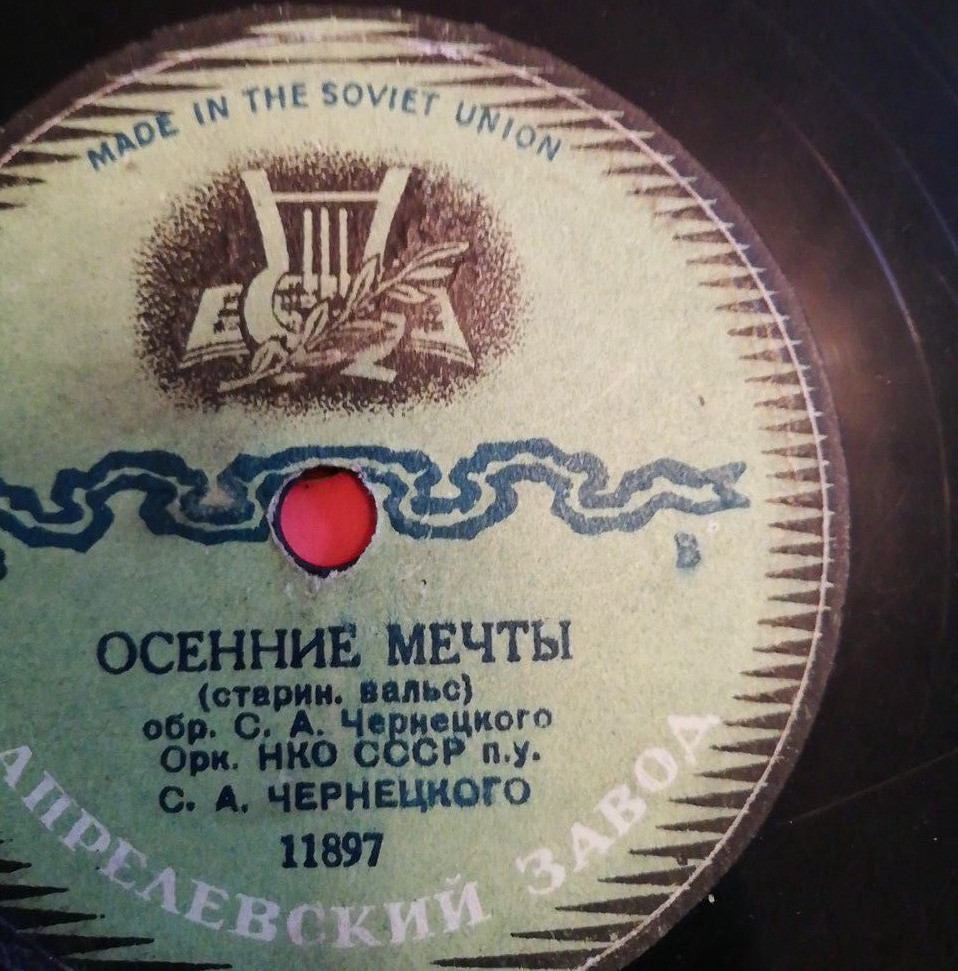 MADE IN THE SOVIET UNION
В
ОСЕННИЕ МЕЧТЫ
(старин. вальс)
обр. С. А. Чернецкого
Орк. НКО СССР п.у.
С. А. ЧЕРНЕЦКОГО
11897
АПРЕЛЕВСКИЙ ЗАВОД